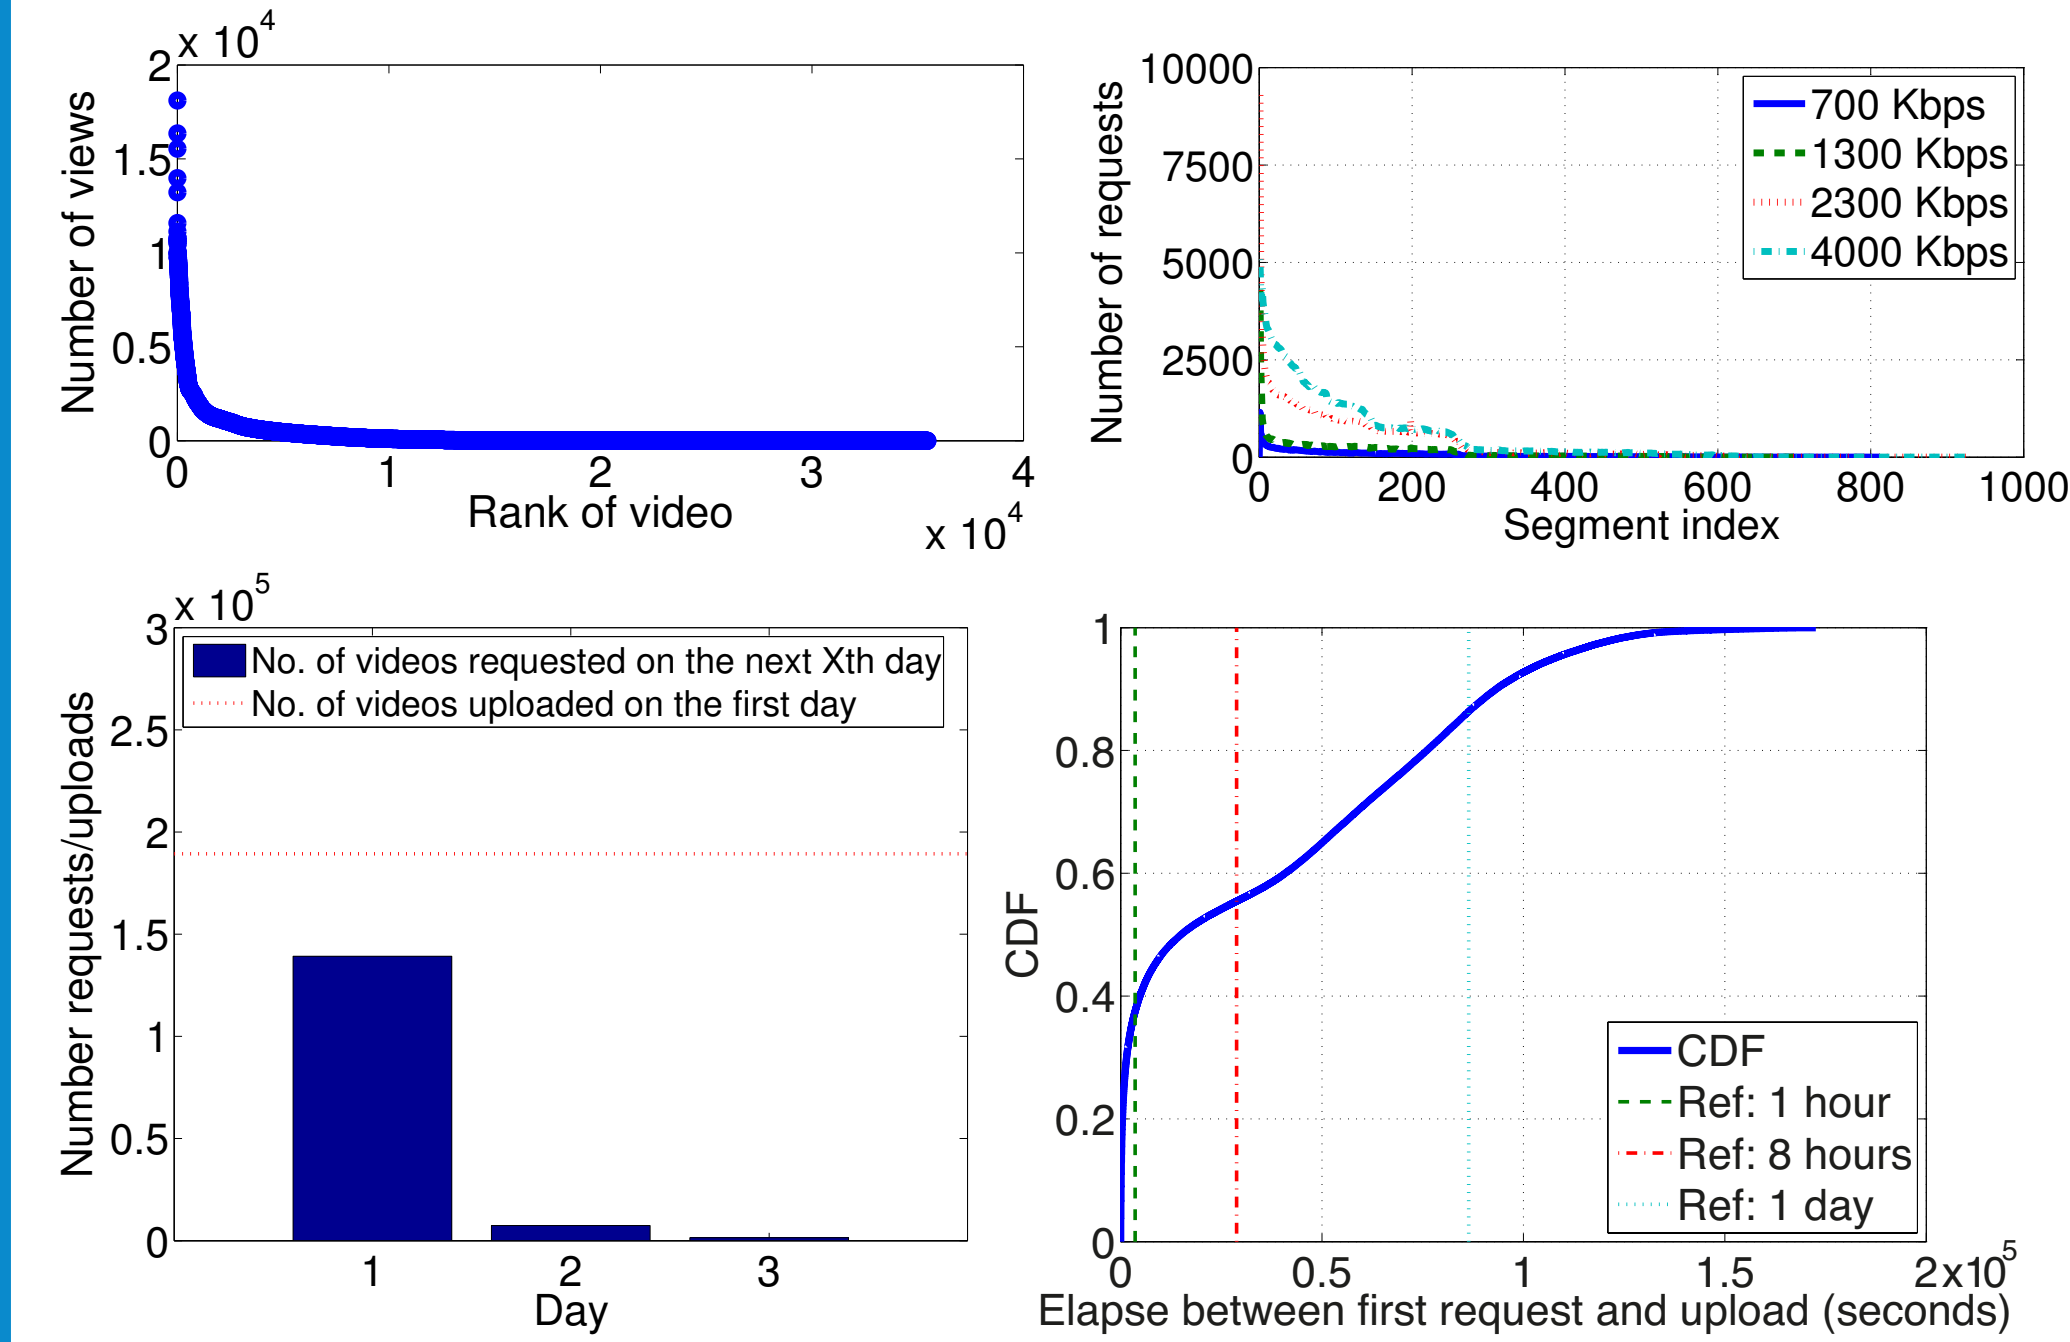 x 10^4
2
1.5
1
0.5
0
Number of views
0 1 2 3 4
Rank of video
x 10^4
10000
7500
5000
2500
0
Number of requests
700 Kbps
1300 Kbps
2300 Kbps
4000 Kbps
0 200 400 600 800 1000
Segment index
x 10^5
3
2.5
2
1.5
1
0.5
0
Number requests/uploads
No. of videos requested on the next Xth day
No. of videos uploaded on the first day
1 2 3
Day
1
0.8
0.6
0.4
0.2
0
CDF
CDF
Ref: 1 hour
Ref: 8 hours
Ref: 1 day
0 0.5 1 1.5 2x10^5
Elapse between first request and upload (seconds)